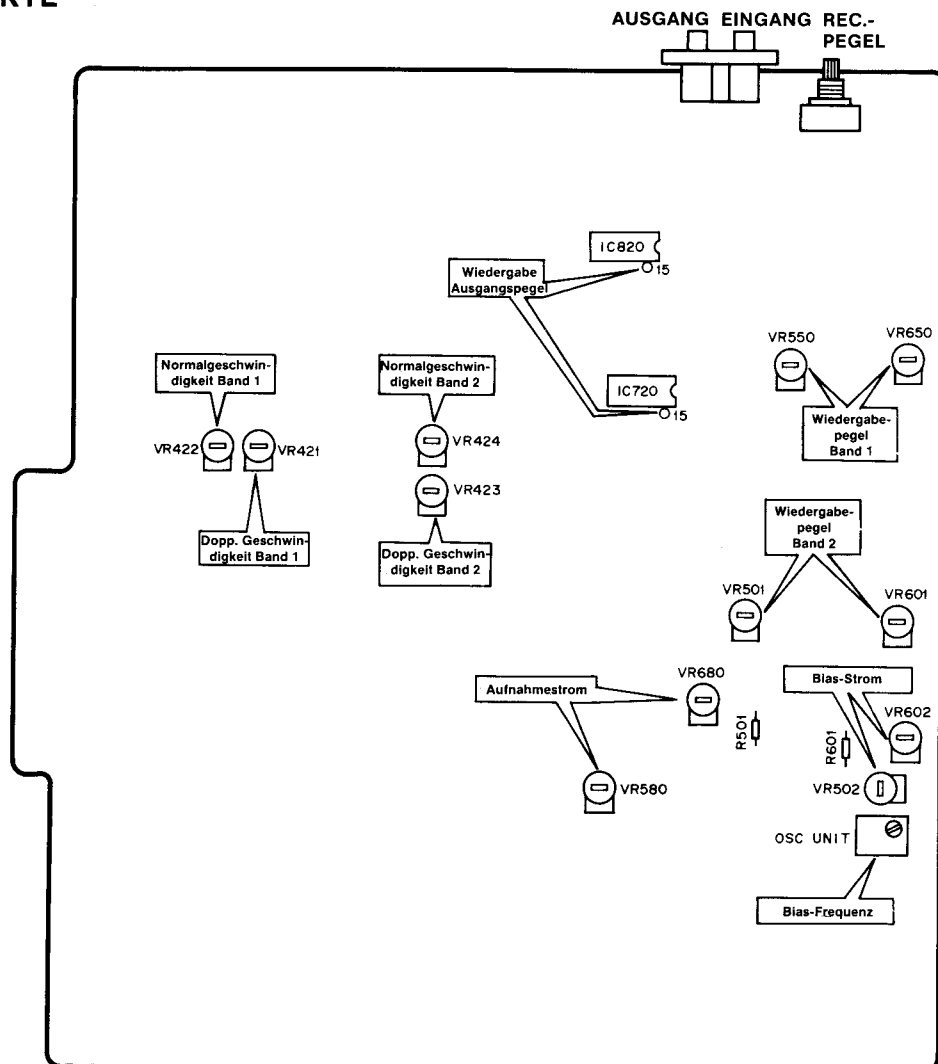 AUSGANG EINGANG REC.-
PEGEL
IC820
15
Wiedergabe
Ausgangspegel
VR550
VR650
Normalgeschwin-
digkeit Band 1
Normalgeschwin-
digkeit Band 2
IC720
15
Wiedergabe-
pegel
Band 1
VR422
VR421
VR424
VR423
Wiedergabe-
pegel
Band 2
Dopp. Geschwin-
digkeit Band 1
Dopp. Geschwin-
digkeit Band 2
VR501
VR601
VR680
Bias-Strom
Aufnahmestrom
VR602
R501
R601
VR580
VR502
OSC UNIT
Bias-Frequenz